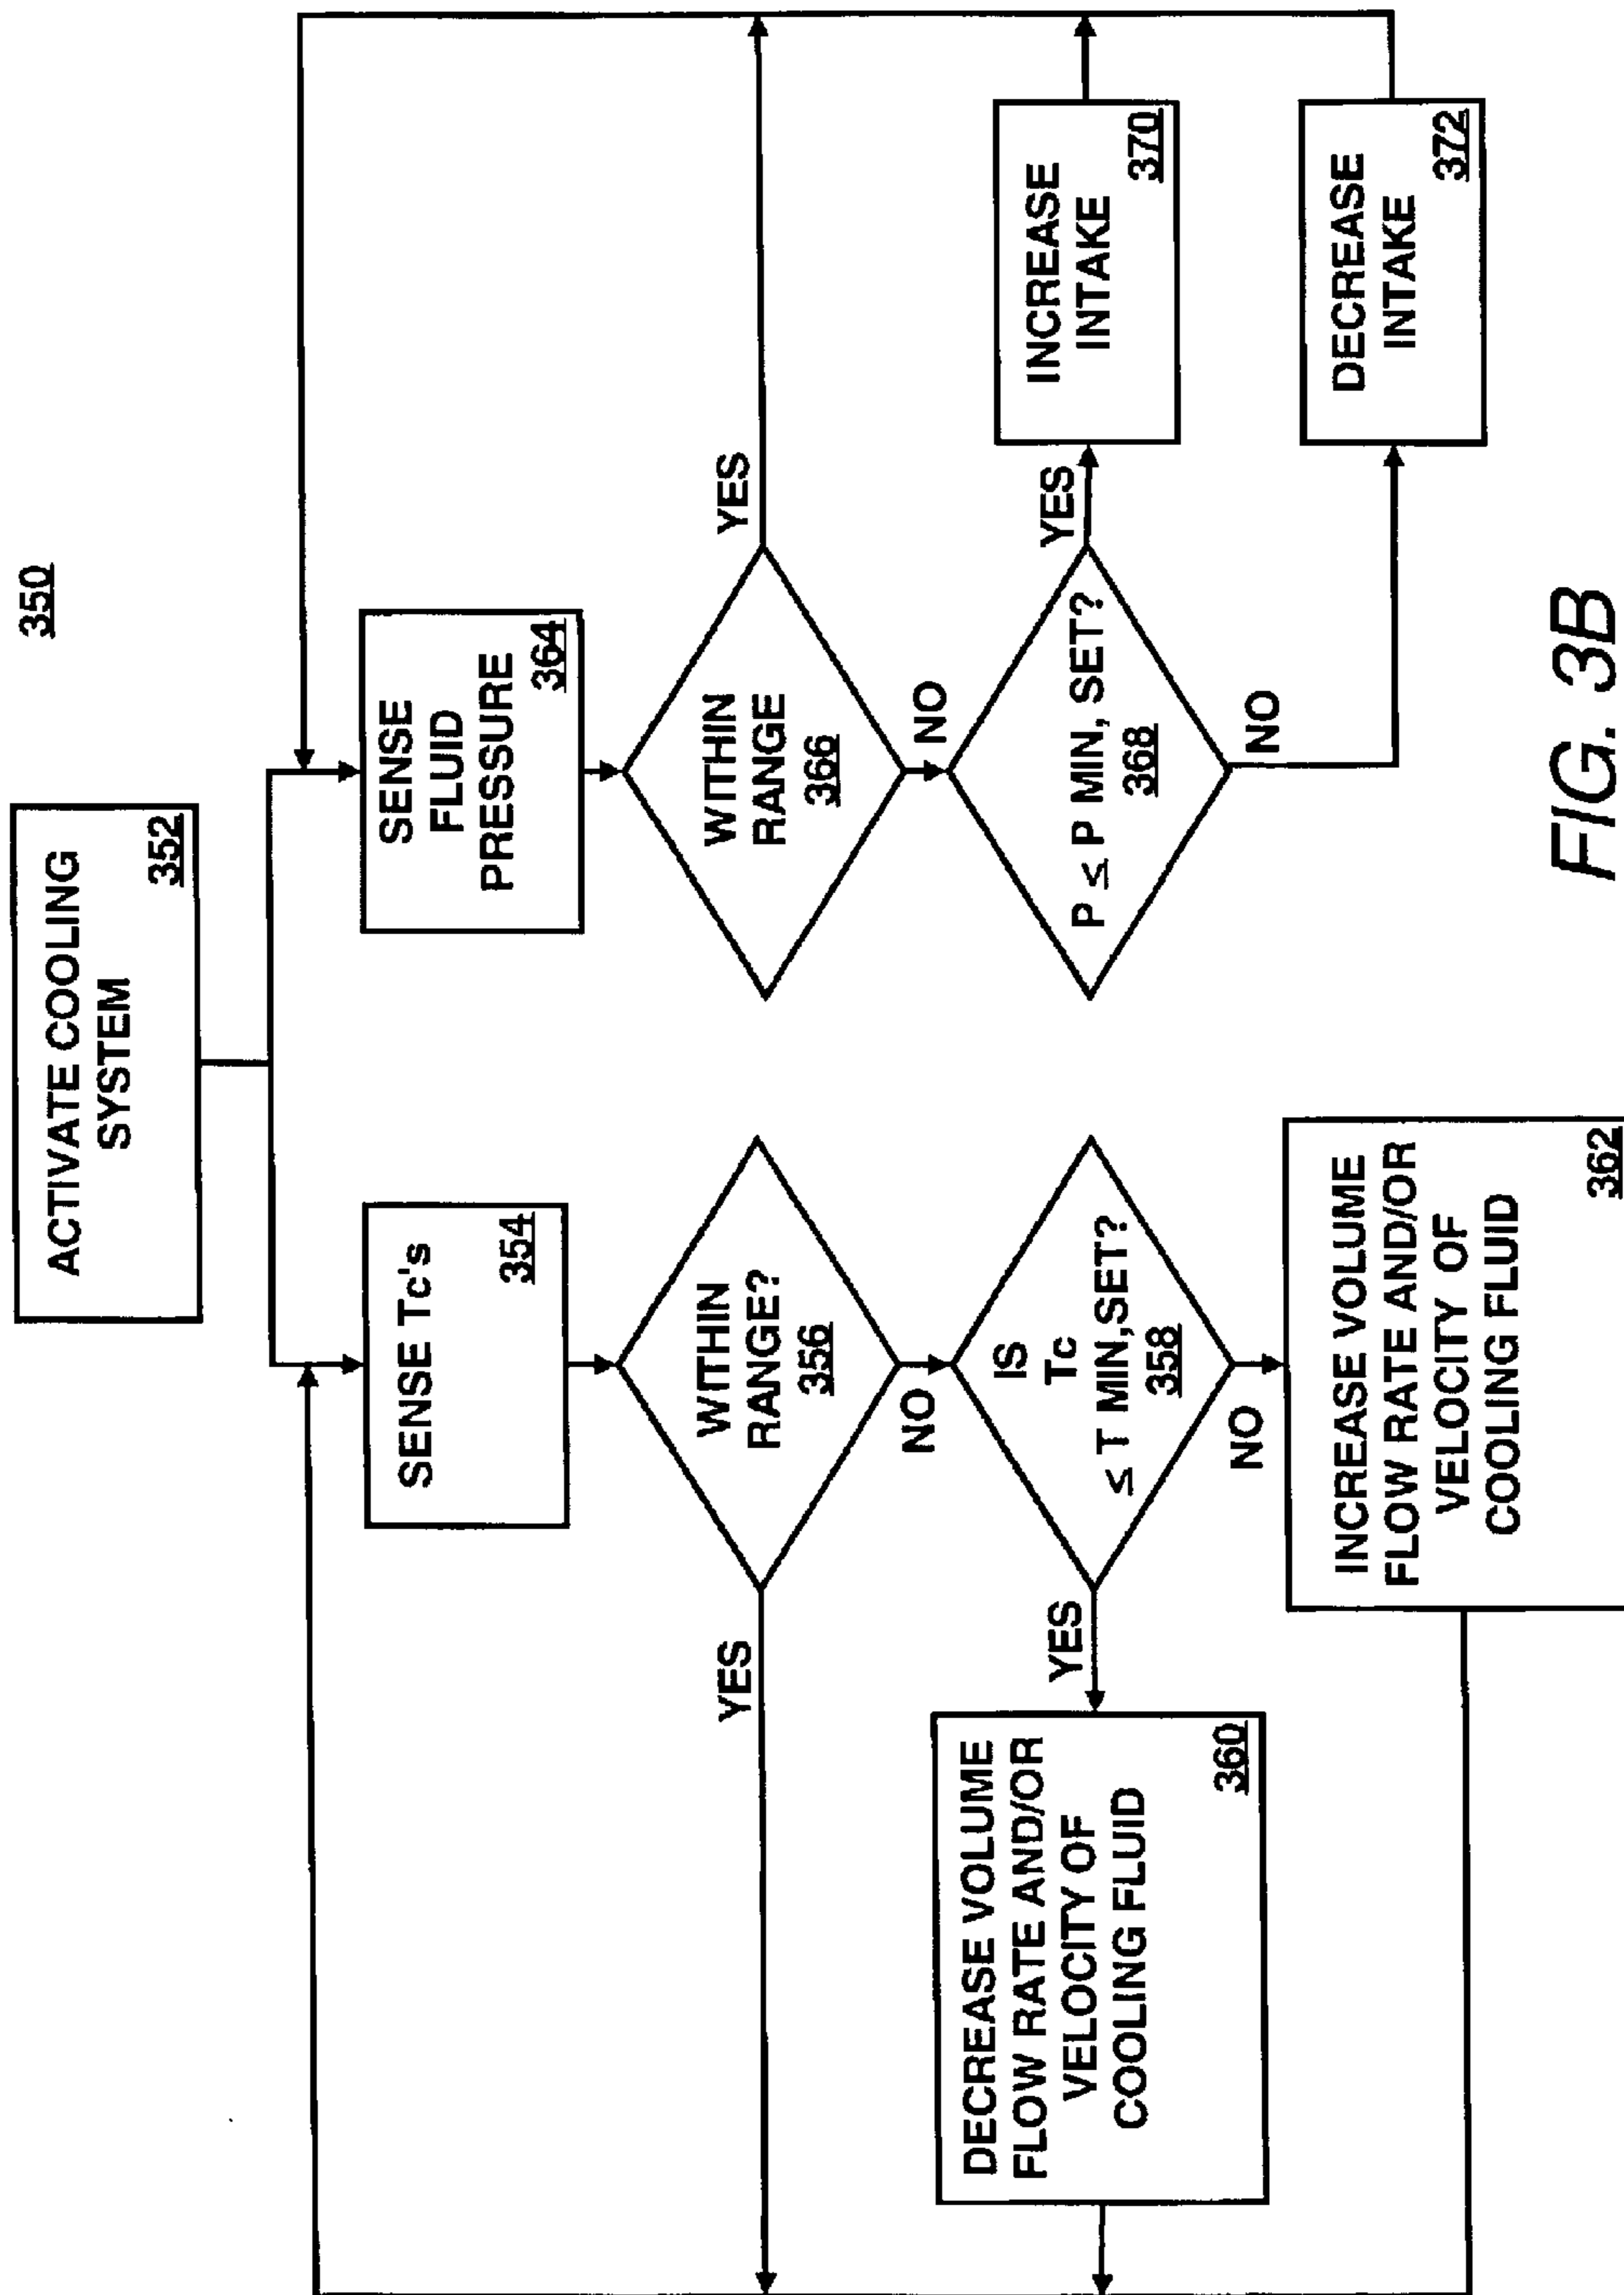 350
ACTIVATE COOLING
SYSTEM
352
SENSE Tc's
354
WITHIN
RANGE?
356
YES
NO
IS
Tc
≤ T MIN,SET?
358
YES
NO
DECREASE VOLUME
FLOW RATE AND/OR
VELOCITY OF
COOLING FLUID
360
INCREASE VOLUME
FLOW RATE AND/OR
VELOCITY OF
COOLING FLUID
362
SENSE
FLUID
PRESSURE
364
WITHIN
RANGE
366
YES
NO
P ≤ P MIN, SET?
368
YES
NO
INCREASE
INTAKE
370
DECREASE
INTAKE
372
FIG. 3B